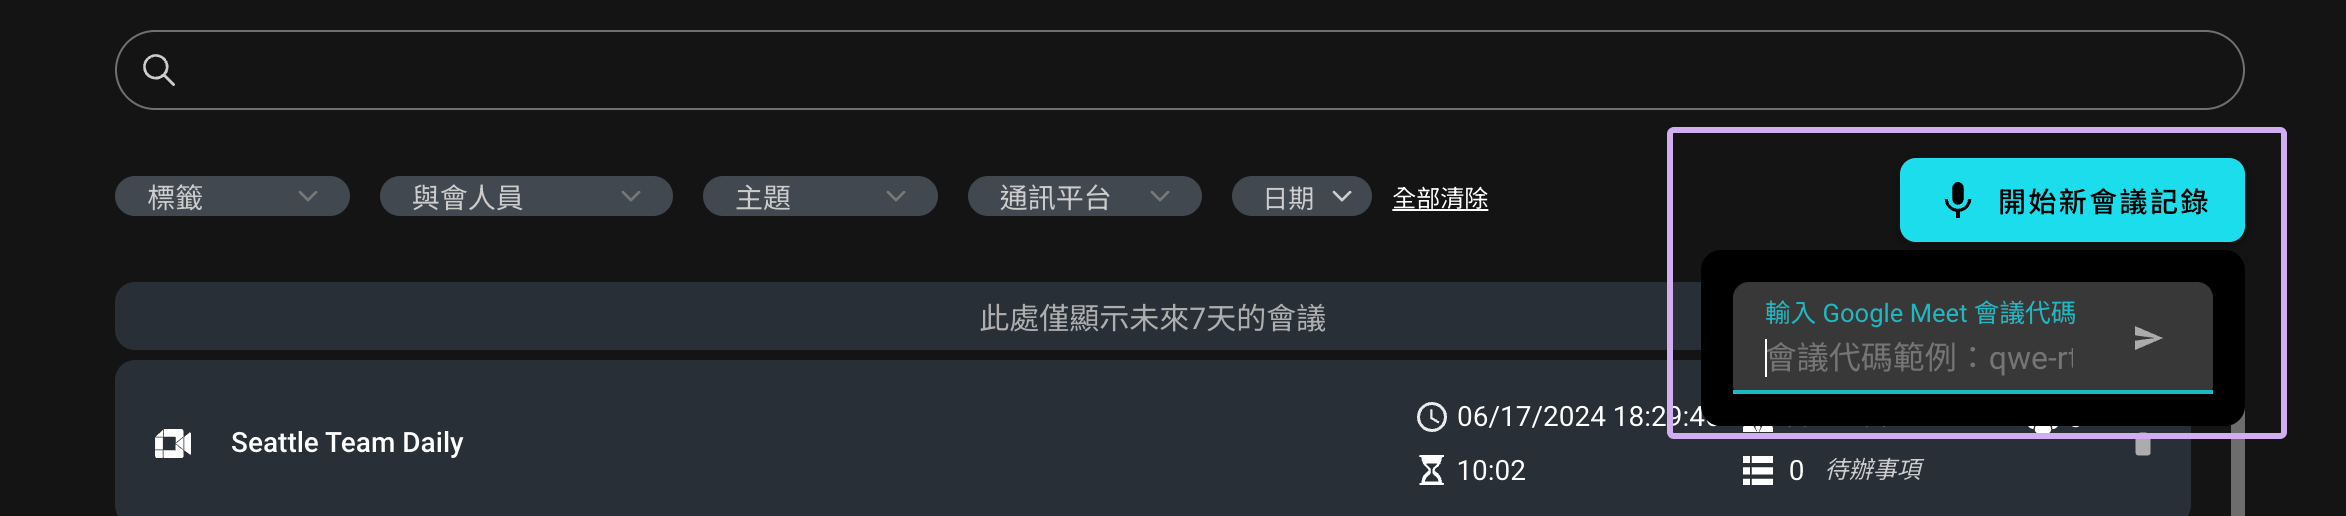 標籤
與會人員
主題
通訊平台
日期
全部清除
開始新會議記錄
此處僅顯示未來7天的會議
輸入 Google Meet 會議代碼
會議代碼範例：qwe-r
Seattle Team Daily
06/17/2024 18:29:4
10:02
0 待辦事項